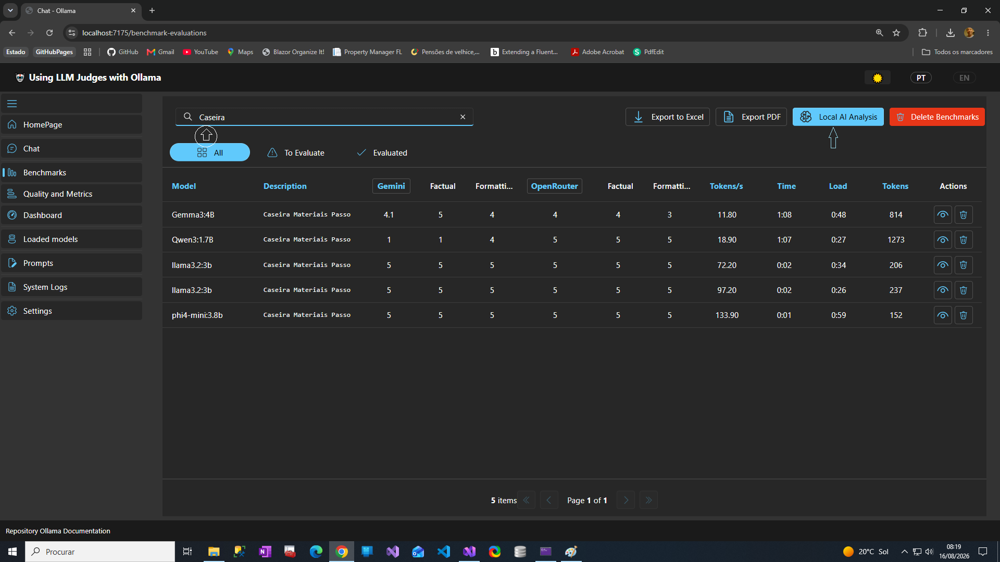 Chat - Ollama
localhost:7175/benchmark-evaluations
Estado GitHubPages GitHub Gmail YouTube Maps Blazor Organize It! Property Manager FL Pensões de velhice,... Extending a Fluent... Adobe Acrobat PdfEdit Todos os marcadores
Using LLM Judges with Ollama PT EN
Caseira
Export to Excel Export PDF Local AI Analysis Delete Benchmarks
HomePage
Chat
Benchmarks
Quality and Metrics
Dashboard
Loaded models
Prompts
System Logs
Settings
All To Evaluate Evaluated
Model Description Gemini Factual Formatti... OpenRouter Factual Formatti... Tokens/s Time Load Tokens Actions
Gemma3:4B Caseira Materiais Passo 4.1 5 4 4 4 3 11.80 1:08 0:48 814
Qwen3:1.7B Caseira Materiais Passo 1 1 4 5 5 5 18.90 1:07 0:27 1273
llama3.2:3b Caseira Materiais Passo 5 5 5 5 5 5 72.20 0:02 0:34 206
llama3.2:3b Caseira Materiais Passo 5 5 5 5 5 5 97.20 0:02 0:26 237
phi4-mini:3.8b Caseira Materiais Passo 5 5 5 5 5 5 133.90 0:01 0:59 152
5 items Page 1 of 1
Repository Ollama Documentation
Procurar
20°C Sol
08:19
16/08/2026